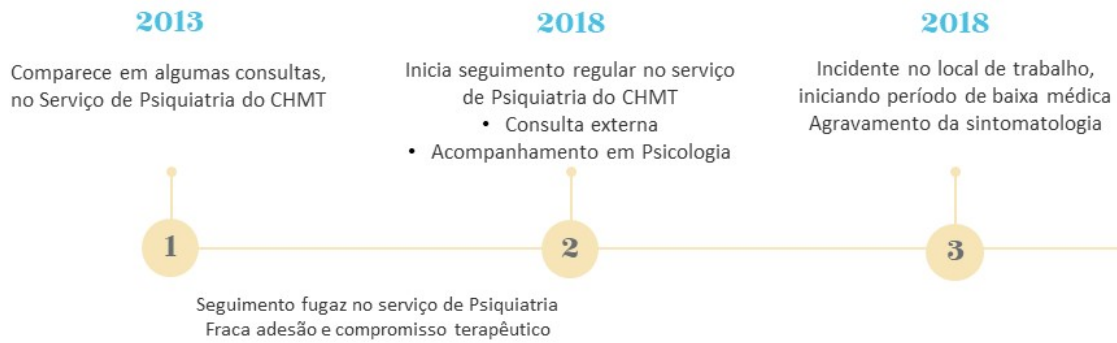 2013
Comparece em algumas consultas,
no Serviço de Psiquiatria do CHMT
2018
Inicia seguimento regular no serviço
de Psiquiatria do CHMT
• Consulta externa
• Acompanhamento em Psicologia
2018
Incidente no local de trabalho,
iniciando período de baixa médica
Agravamento da sintomatologia
1
2
3
Seguimento fugaz no serviço de Psiquiatria
Fraca adesão e compromisso terapêutico